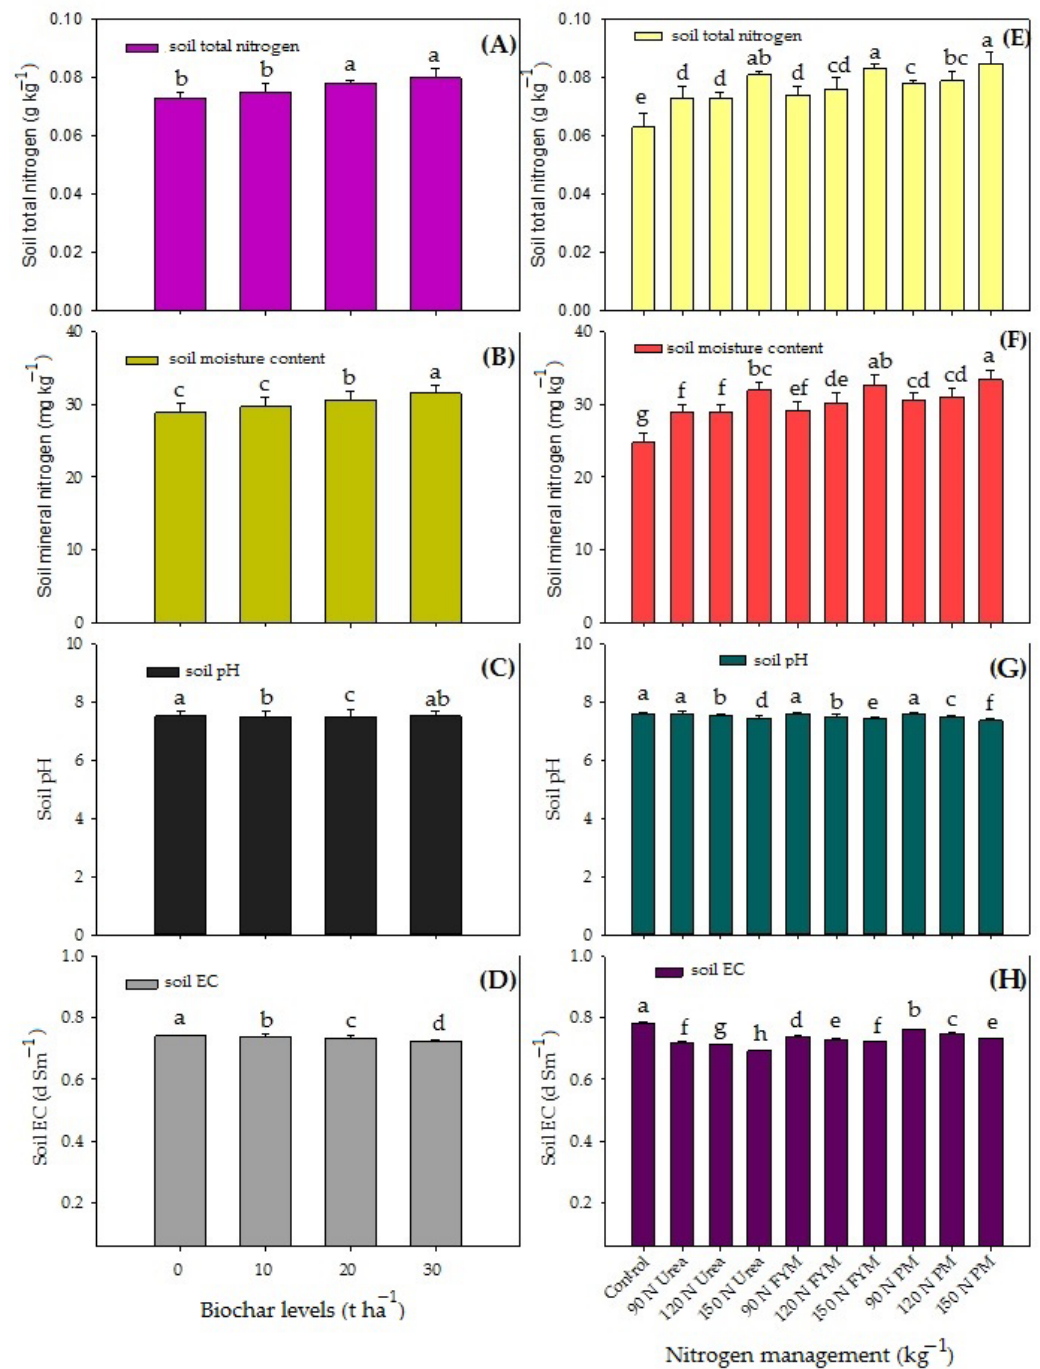 0.10
0.08
0.06
0.04
0.02
0.00
Soil total nitrogen (g kg⁻¹)
soil total nitrogen
(A)
b b a a
0.10
0.08
0.06
0.04
0.02
0.00
Soil total nitrogen (g kg⁻¹)
soil total nitrogen
(E)
e d d ab d cd a c bc a
40
30
20
10
0
Soil mineral nitrogen (mg kg⁻¹)
soil moisture content
(B)
c c b a
40
30
20
10
0
Soil mineral nitrogen (mg kg⁻¹)
soil moisture content
(F)
g f f bc ef de ab cd cd a
10
8
6
4
2
0
Soil pH
soil pH
(C)
a b c ab
10
8
6
4
2
0
Soil pH
soil pH
(G)
a a b d a b e a c f
1.0
0.8
0.6
0.4
0.2
Soil EC (d Sm⁻¹)
soil EC
(D)
a b c d
0 10 20 30
Biochar levels (t ha⁻¹)
1.0
0.8
0.6
0.4
0.2
Soil EC (d Sm⁻¹)
soil EC
(H)
a f g h d e f b c e
Control
90 N Urea
120 N Urea
150 N Urea
90 N FYM
120 N FYM
150 N FYM
90 N PM
120 N PM
150 N PM
Nitrogen management (kg⁻¹)